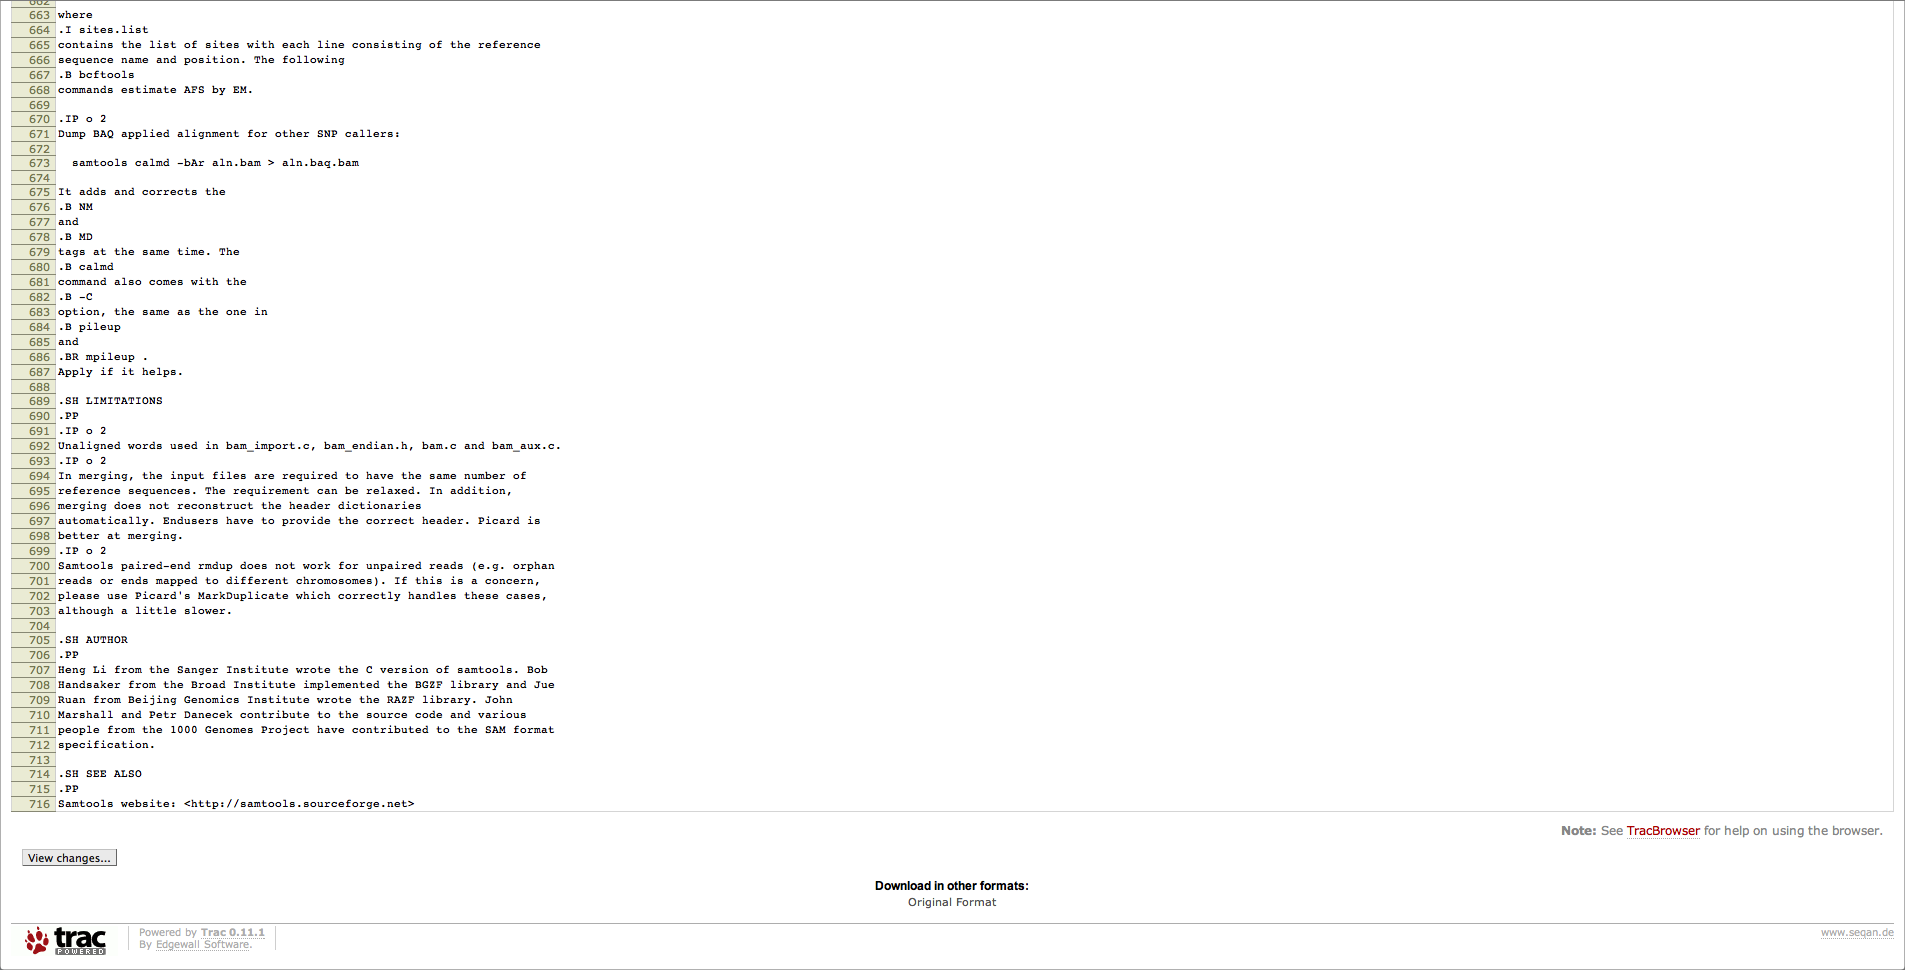 662
663 where
664 .I sites.list
665 contains the list of sites with each line consisting of the reference
666 sequence name and position. The following
667 .B bcftools
668 commands estimate AFS by EM.
669
670 .IP o 2
671 Dump BAQ applied alignment for other SNP callers:
672
673   samtools calmd -bAr aln.bam > aln.baq.bam
674
675 It adds and corrects the
676 .B NM
677 and
678 .B MD
679 tags at the same time. The
680 .B calmd
681 command also comes with the
682 .B -C
683 option, the same as the one in
684 .B pileup
685 and
686 .BR mpileup .
687 Apply if it helps.
688
689 .SH LIMITATIONS
690 .PP
691 .IP o 2
692 Unaligned words used in bam_import.c, bam_endian.h, bam.c and bam_aux.c.
693 .IP o 2
694 In merging, the input files are required to have the same number of
695 reference sequences. The requirement can be relaxed. In addition,
696 merging does not reconstruct the header dictionaries
697 automatically. Endusers have to provide the correct header. Picard is
698 better at merging.
699 .IP o 2
700 Samtools paired-end rmdup does not work for unpaired reads (e.g. orphan
701 reads or ends mapped to different chromosomes). If this is a concern,
702 please use Picard's MarkDuplicate which correctly handles these cases,
703 although a little slower.
704
705 .SH AUTHOR
706 .PP
707 Heng Li from the Sanger Institute wrote the C version of samtools. Bob
708 Handsaker from the Broad Institute implemented the BGZF library and Jue
709 Ruan from Beijing Genomics Institute wrote the RAZF library. John
710 Marshall and Petr Danecek contribute to the source code and various
711 people from the 1000 Genomes Project have contributed to the SAM format
712 specification.
713
714 .SH SEE ALSO
715 .PP
716 Samtools website: <http://samtools.sourceforge.net>
Note: See TracBrowser for help on using the browser.
View changes...
Download in other formats:
Original Format
trac
POWERED
Powered by Trac 0.11.1
By Edgewall Software.
www.seqan.de